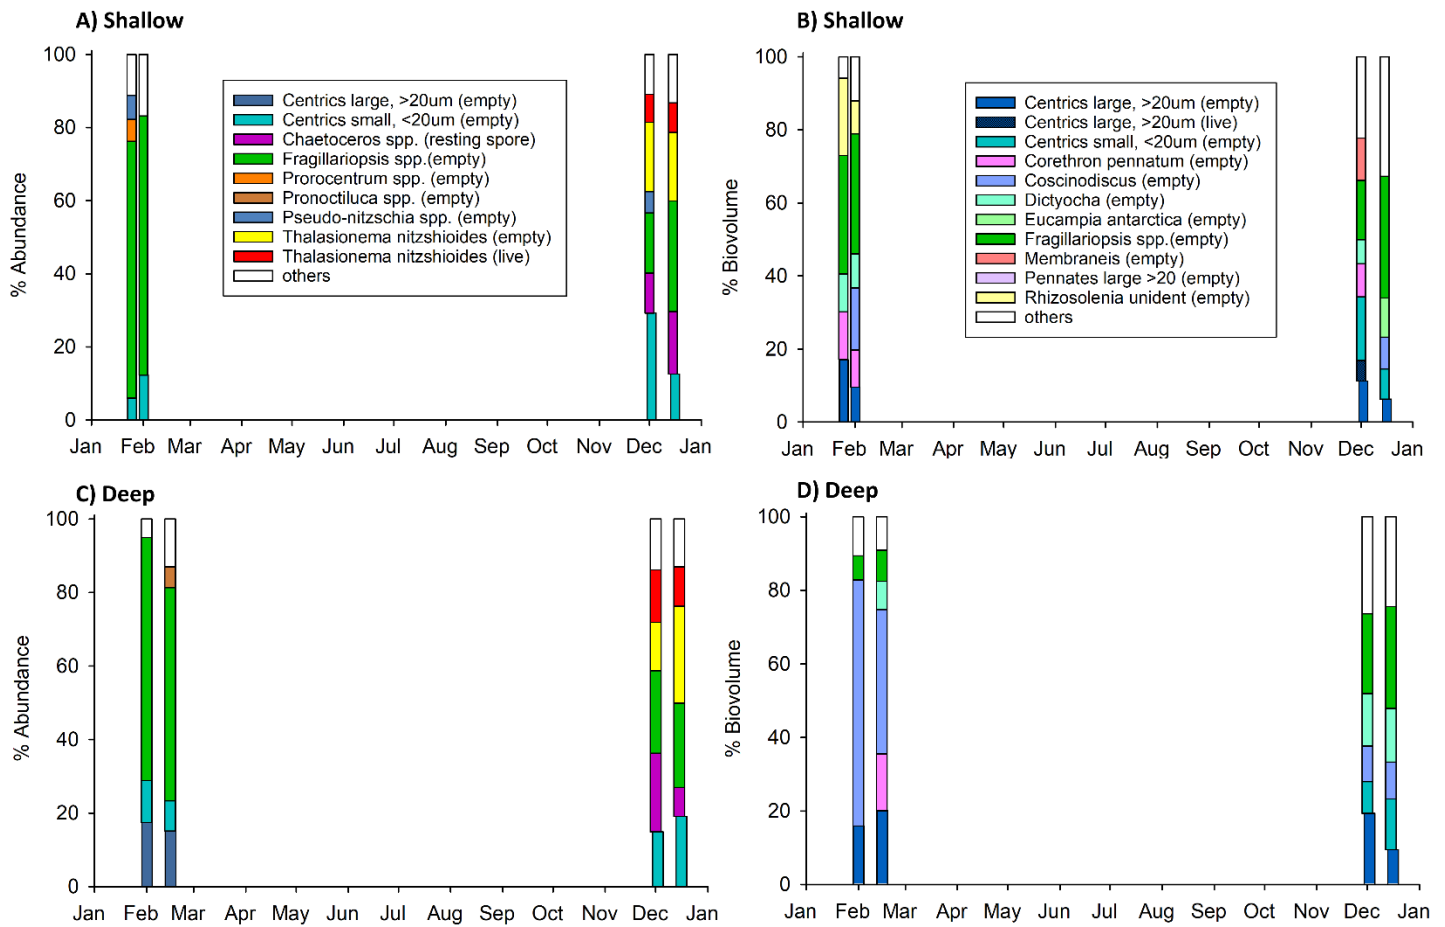 A) Shallow
% Abundance
100
80
60
40
20
0
Centrics large, >20um (empty)
Centrics small, <20um (empty)
Chaetoceros spp. (resting spore)
Fragillariopsis spp.(empty)
Prorocentrum spp. (empty)
Pronoctiluca spp. (empty)
Pseudo-nitzschia spp. (empty)
Thalasionema nitzshioides (empty)
Thalasionema nitzshioides (live)
others
Jan Feb Mar Apr May Jun Jul Aug Sep Oct Nov Dec Jan
B) Shallow
% Biovolume
100
80
60
40
20
0
Centrics large, >20um (empty)
Centrics large, >20um (live)
Centrics small, <20um (empty)
Corethron pennatum (empty)
Coscinodiscus (empty)
Dictyocha (empty)
Eucampia antarctica (empty)
Fragillariopsis spp.(empty)
Membraneis (empty)
Pennates large >20 (empty)
Rhizosolenia unident (empty)
others
Jan Feb Mar Apr May Jun Jul Aug Sep Oct Nov Dec Jan
C) Deep
% Abundance
100
80
60
40
20
0
Jan Feb Mar Apr May Jun Jul Aug Sep Oct Nov Dec Jan
D) Deep
% Biovolume
100
80
60
40
20
0
Jan Feb Mar Apr May Jun Jul Aug Sep Oct Nov Dec Jan